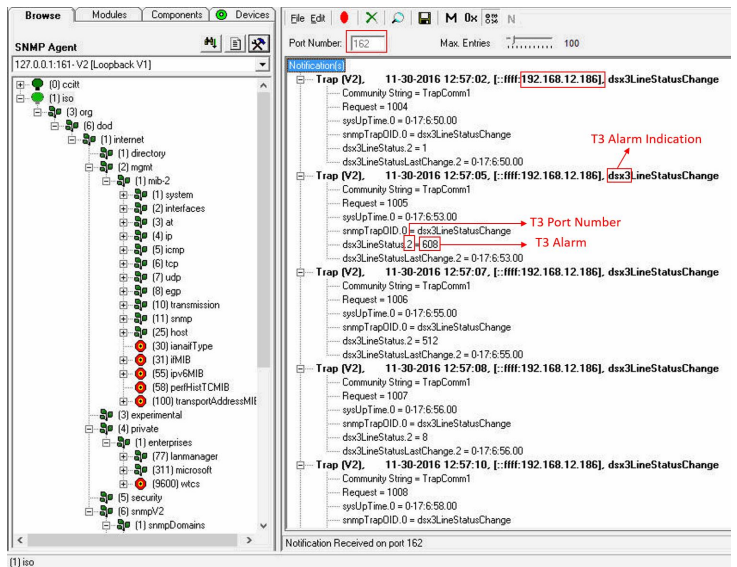 Browse Modules Components Devices
SNMP Agent
127.0.0.1:161- V2 [Loopback V1]
(0) ccitt
(1) iso
(3) org
(6) dod
(1) internet
(1) directory
(2) mgmt
(1) mib-2
(1) system
(2) interfaces
(3) at
(4) ip
(5) icmp
(6) tcp
(7) udp
(8) egp
(10) transmission
(11) snmp
(25) host
(30) ianaifType
(31) ifMIB
(55) ipv6MIB
(58) perfHistTCMIB
(100) transportAddressMIE
(3) experimental
(4) private
(1) enterprises
(77) lanmanager
(311) microsoft
(9600) wtcs
(5) security
(6) snmpV2
(1) snmpDomains
(1) iso
File Edit M 0x N
Port Number: 162 Max. Entries 100
Notification(s)
Trap (V2), 11-30-2016 12:57:02, [::ffff:192.168.12.186], dsx3LineStatusChange
Community String = TrapComm1
Request = 1004
sysUpTime.0 = 0-17:6:50.00
snmpTrapOID.0 = dsx3LineStatusChange
dsx3LineStatus.2 = 1
dsx3LineStatusLastChange.2 = 0-17:6:50.00
T3 Alarm Indication
Trap (V2), 11-30-2016 12:57:05, [::ffff:192.168.12.186], dsx3LineStatusChange
Community String = TrapComm1
Request = 1005
sysUpTime.0 = 0-17:6:53.00
snmpTrapOID.0 = dsx3LineStatusChange
T3 Port Number
dsx3LineStatus.2 = 608
T3 Alarm
dsx3LineStatusLastChange.2 = 0-17:6:53.00
Trap (V2), 11-30-2016 12:57:07, [::ffff:192.168.12.186], dsx3LineStatusChange
Community String = TrapComm1
Request = 1006
sysUpTime.0 = 0-17:6:55.00
snmpTrapOID.0 = dsx3LineStatusChange
dsx3LineStatus.2 = 512
dsx3LineStatusLastChange.2 = 0-17:6:55.00
Trap (V2), 11-30-2016 12:57:08, [::ffff:192.168.12.186], dsx3LineStatusChange
Community String = TrapComm1
Request = 1007
sysUpTime.0 = 0-17:6:56.00
snmpTrapOID.0 = dsx3LineStatusChange
dsx3LineStatus.2 = 8
dsx3LineStatusLastChange.2 = 0-17:6:56.00
Trap (V2), 11-30-2016 12:57:10, [::ffff:192.168.12.186], dsx3LineStatusChange
Community String = TrapComm1
Request = 1008
sysUpTime.0 = 0-17:6:58.00
snmpTrapOID.0 = dsx3LineStatusChange
Notification Received on port 162